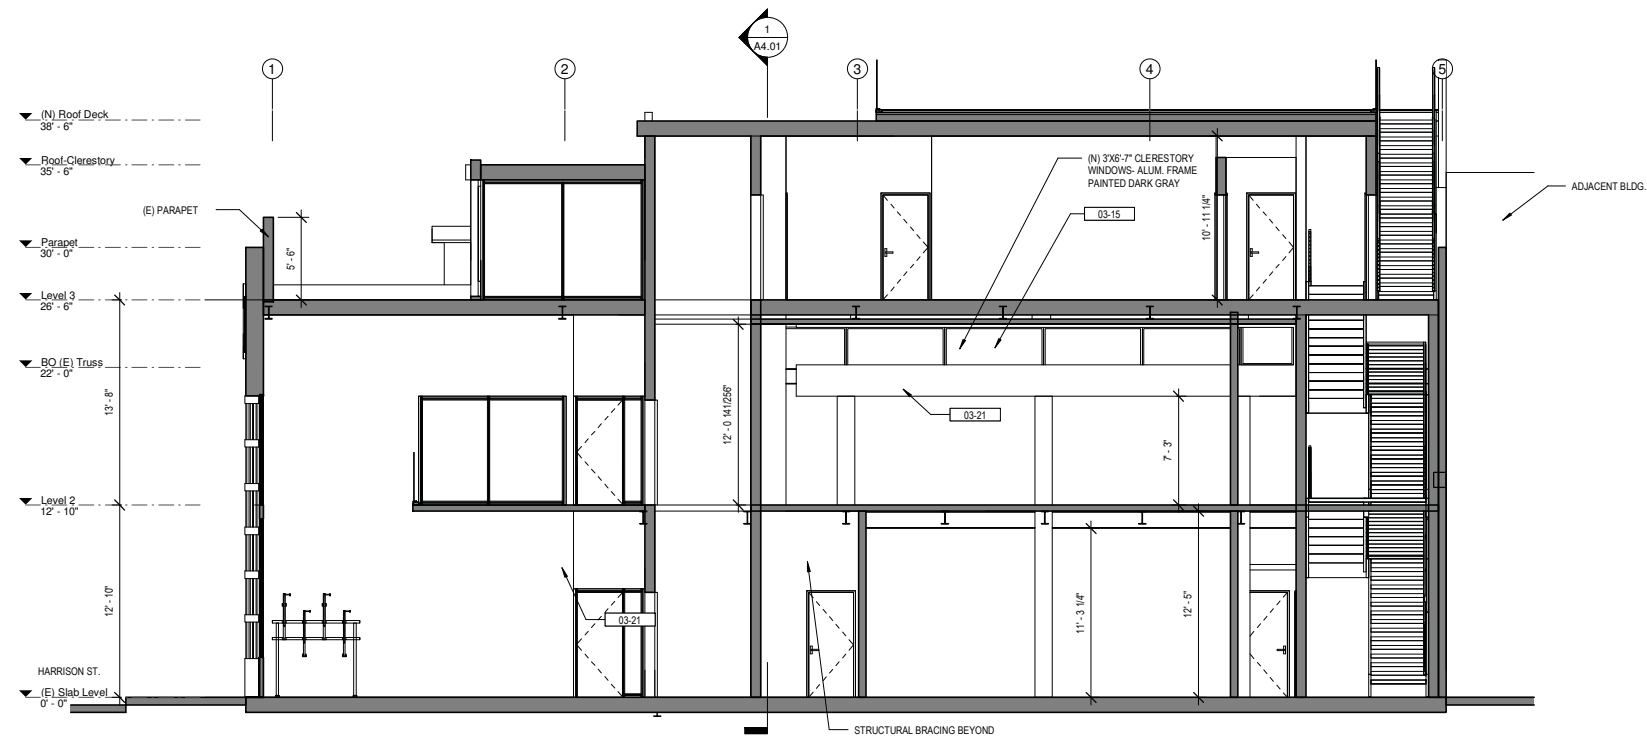 1
A4.01
1
2
3
4
5
(N) Roof Deck
38' - 6"
Roof-Clerestory
35' - 6"
(N) 3'X6'-7" CLERESTORY
WINDOWS- ALUM. FRAME
PAINTED DARK GRAY
ADJACENT BLDG.
(E) PARAPET
03-15
10' - 11 1/4"
Parapet
30' - 0"
5' - 6"
Level 3
26' - 6"
BO (E) Truss
22' - 0"
13' - 8"
12' - 0 141/256"
03-21
7' - 3"
Level 2
12' - 10"
12' - 10"
11' - 3 1/4"
12' - 5"
03-21
HARRISON ST.
(E) Slab Level
0' - 0"
STRUCTURAL BRACING BEYOND